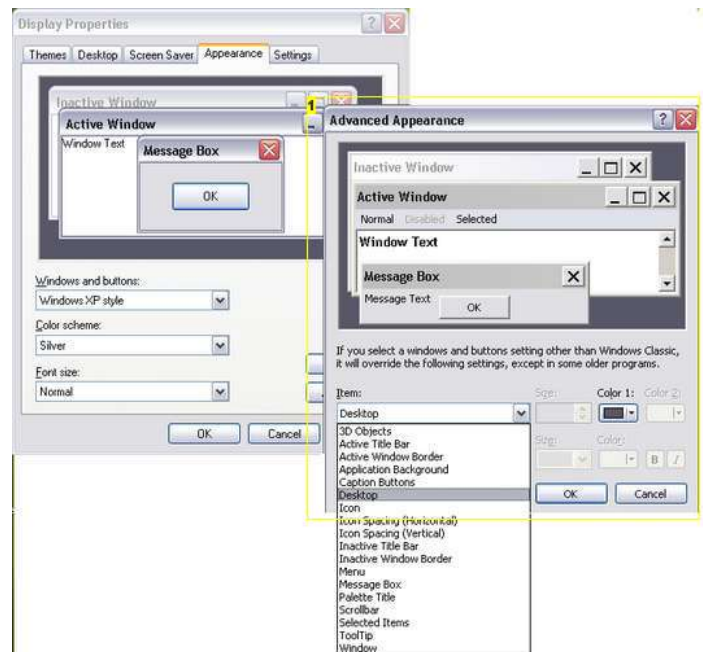 Display Properties
Themes Desktop Screen Saver Appearance Settings
Inactive Window
Active Window
Window Text
Message Box
OK
Windows and buttons:
Windows XP style
Color scheme:
Silver
Font size:
Normal
OK Cancel
1
Advanced Appearance
Inactive Window
Active Window
Normal Disabled Selected
Window Text
Message Box
Message Text
OK
If you select a windows and buttons setting other than Windows Classic,
it will override the following settings, except in some older programs.
Item: Size: Color 1: Color 2:
Desktop
Size: Color:
B I
OK Cancel
3D Objects
Active Title Bar
Active Window Border
Application Background
Caption Buttons
Desktop
Icon
Icon Spacing (Horizontal)
Icon Spacing (Vertical)
Inactive Title Bar
Inactive Window Border
Menu
Message Box
Palette Title
Scrollbar
Selected Items
ToolTip
Window